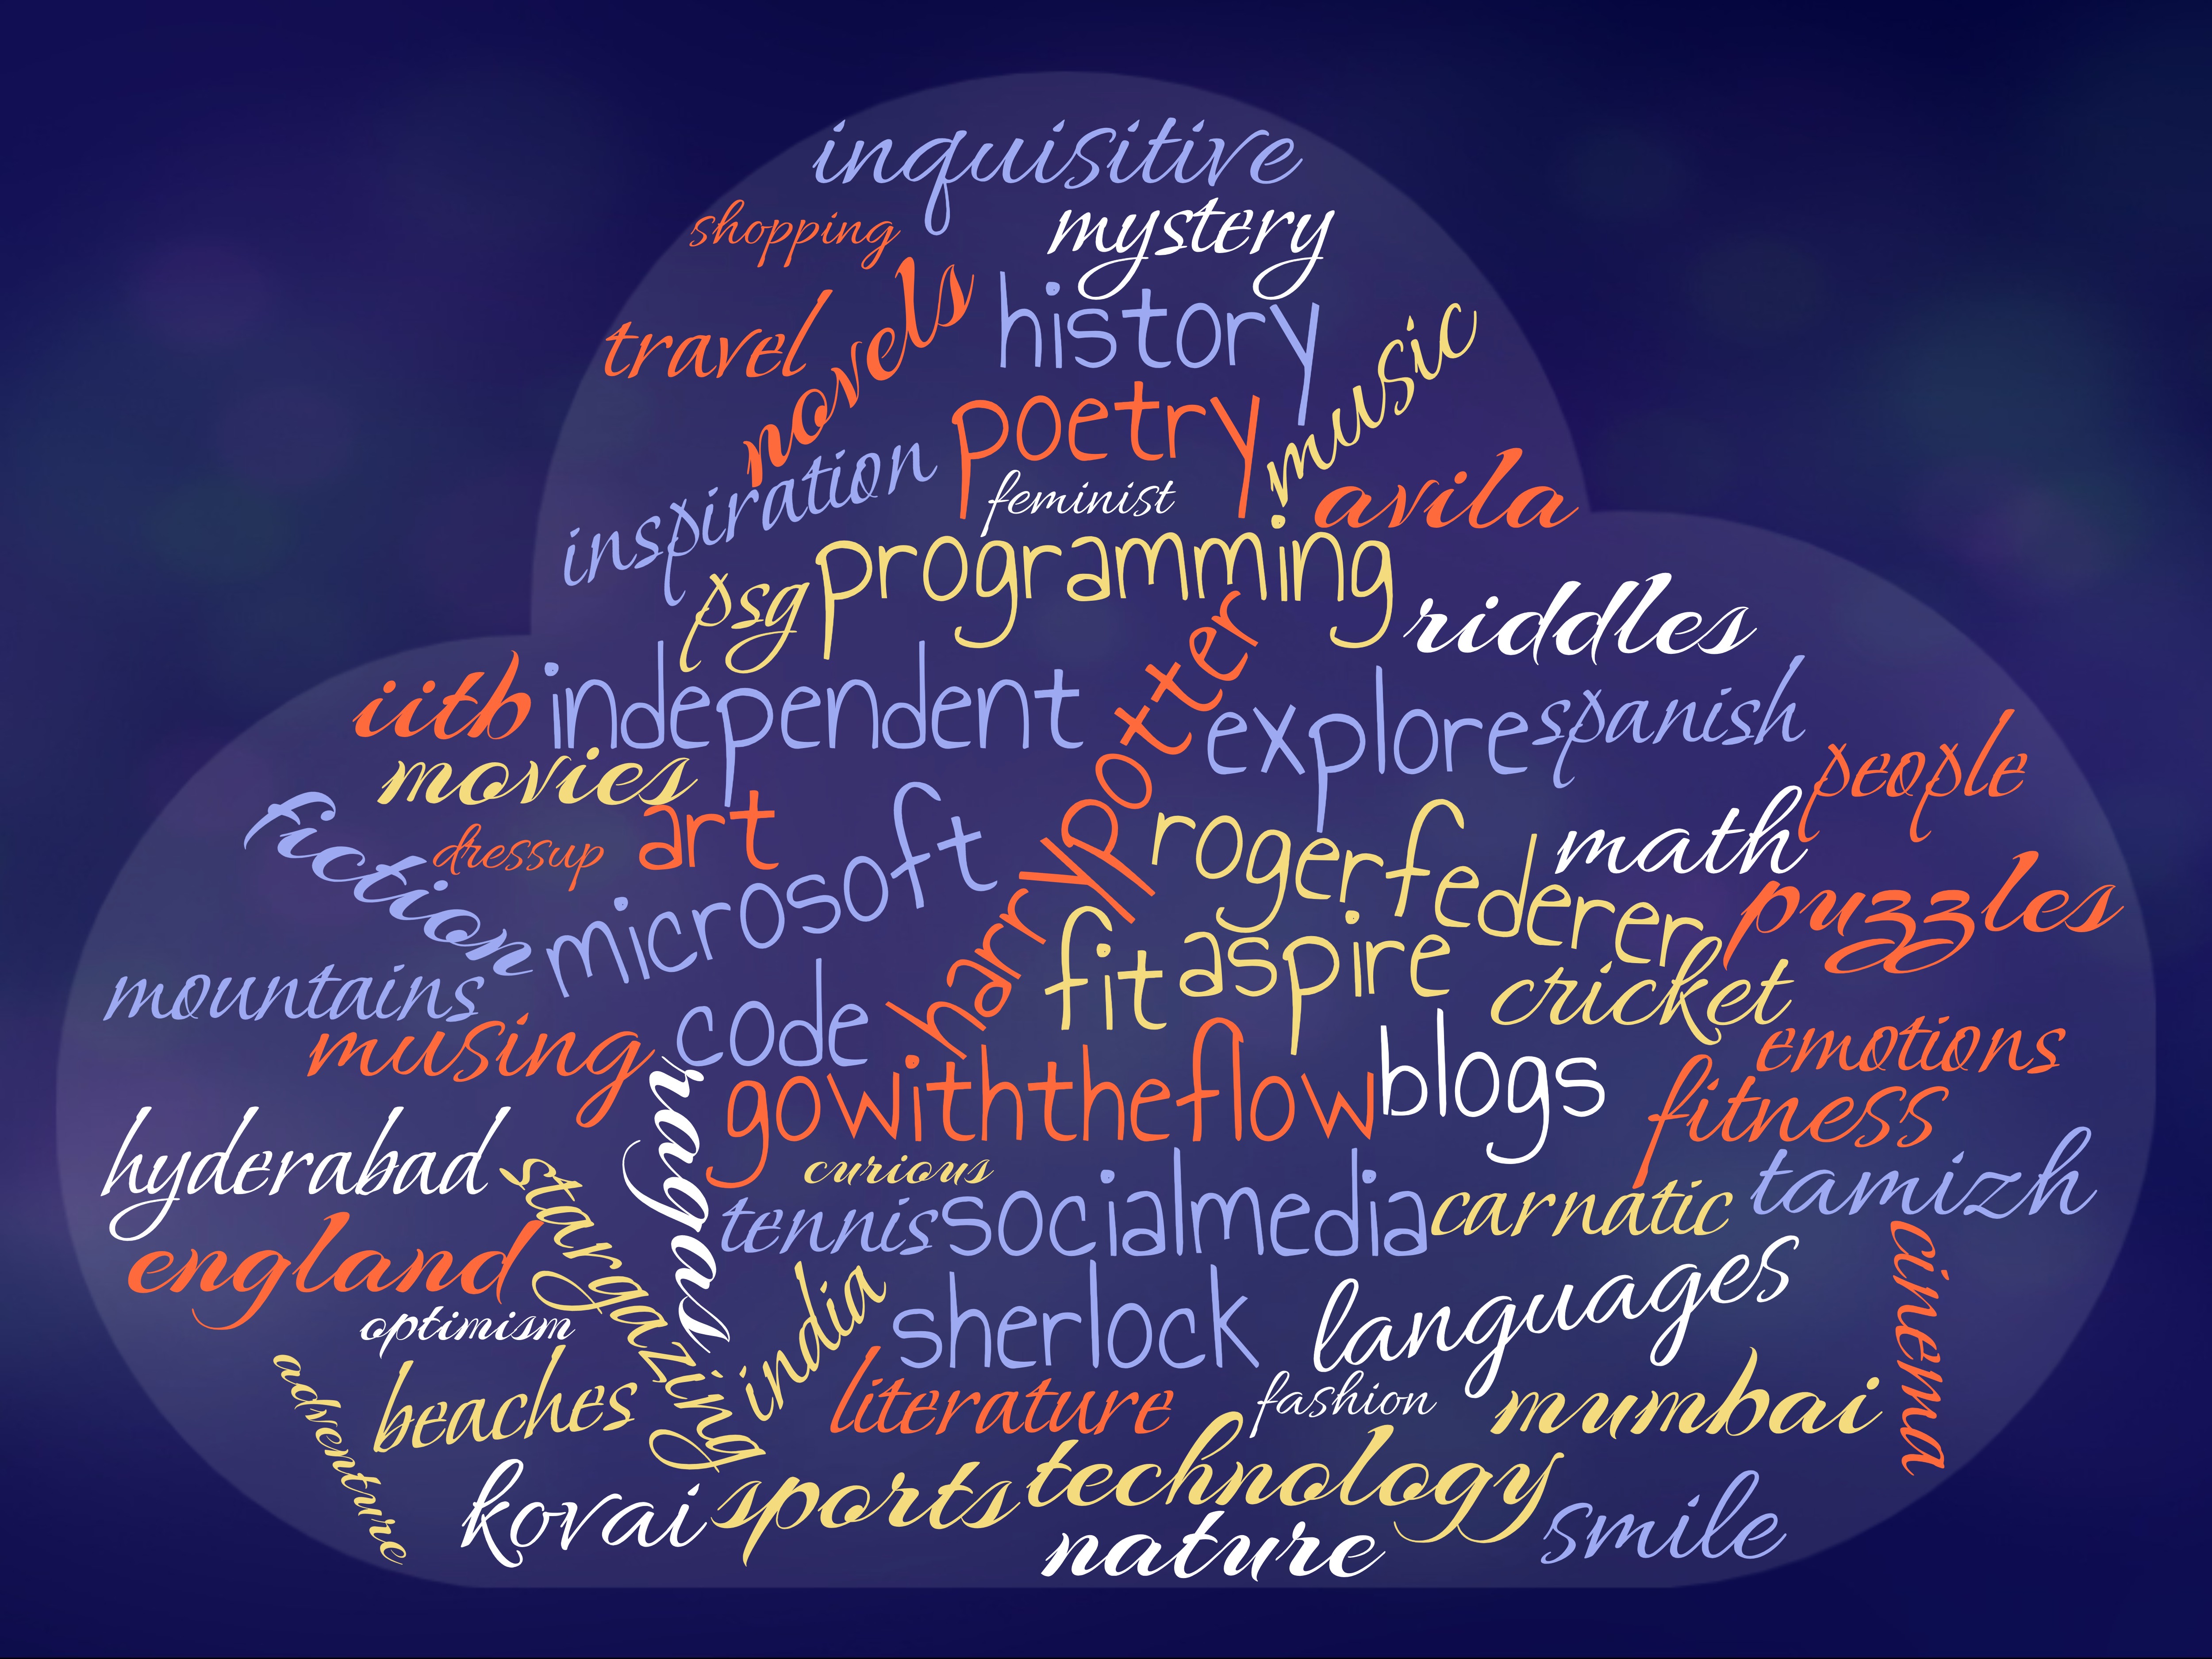 inquisitive
shopping
mystery
travel
novels
history
music
poetry
inspiration
feminist
avila
psg
programming
riddles
iitb
independent
harrypotter
explore
spanish
people
movies
fiction
dressup
art
microsoft
rogerfederer
math
puzzles
mountains
fit
aspire
cricket
musing
code
gowiththeflow
blogs
emotions
fitness
hyderabad
stargazing
ragas
curious
tennis
socialmedia
carnatic
tamizh
england
optimism
india
sherlock
languages
cinema
adventure
beaches
literature
fashion
mumbai
kovai
sports
technology
nature
smile